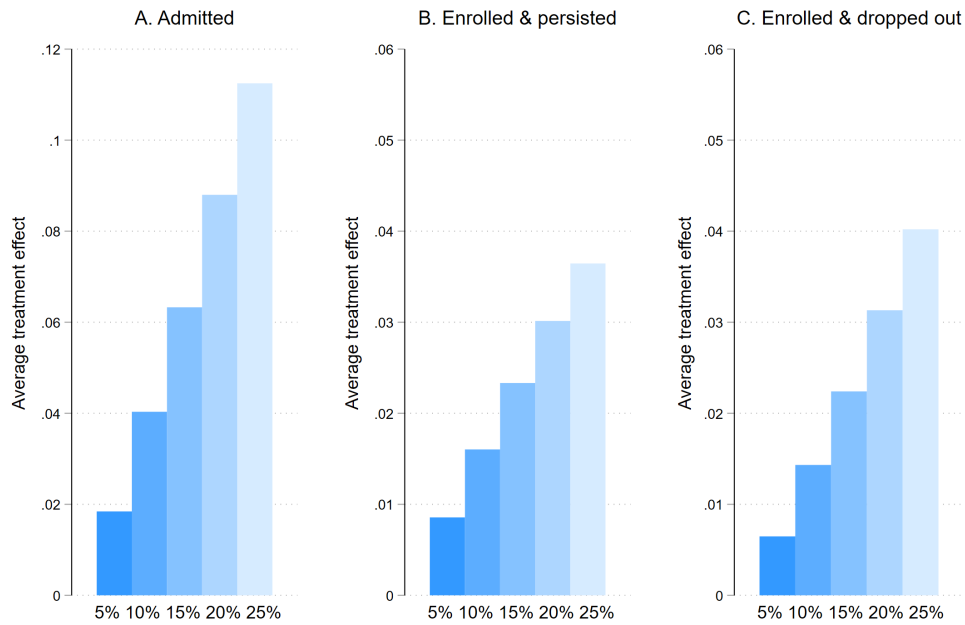 A. Admitted
B. Enrolled & persisted
C. Enrolled & dropped out
Average treatment effect
.12
.1
.08
.06
.04
.02
0
5% 10% 15% 20% 25%
Average treatment effect
.06
.05
.04
.03
.02
.01
0
5% 10% 15% 20% 25%
Average treatment effect
.06
.05
.04
.03
.02
.01
0
5% 10% 15% 20% 25%